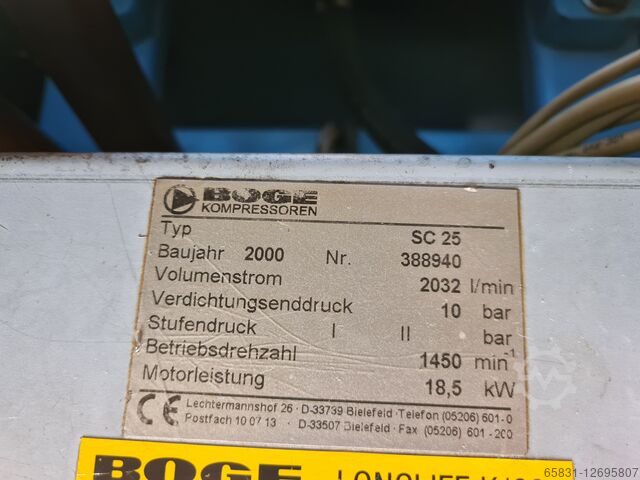 BOGE
KOMPRESSOREN
Typ SC 25
Baujahr 2000 Nr. 388940
Volumenstrom 2032 l/min
Verdichtungsenddruck 10 bar
Stufendruck I II bar
Betriebsdrehzahl 1450 min-1
Motorleistung 18,5 kW
CE Lechtermannshof 26 · D-33739 Bielefeld · Telefon (05206) 601-0
Postfach 10 07 13 · D-33507 Bielefeld · Fax (05206) 601-200
BOGE
65831-12695807